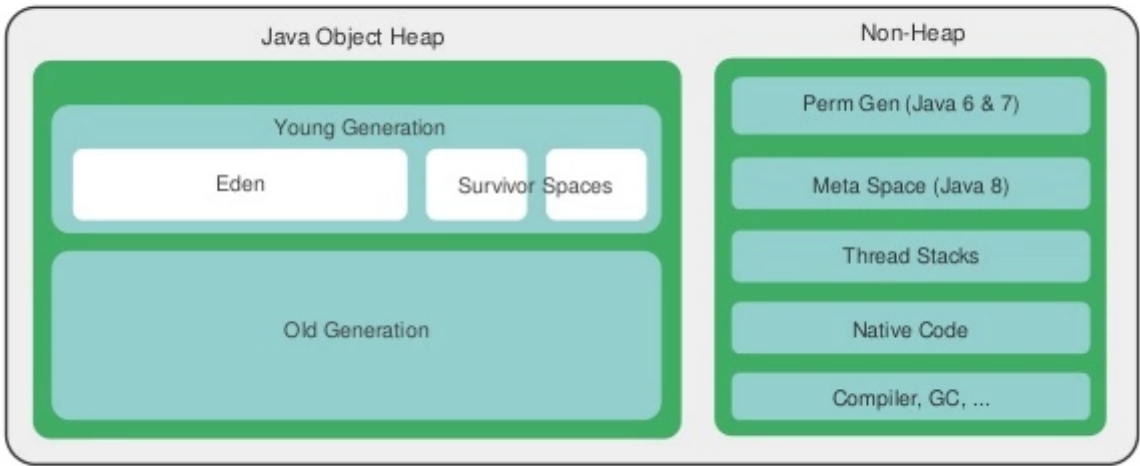 Java Object Heap
Young Generation
Eden
Survivor Spaces
Old Generation
Non-Heap
Perm Gen (Java 6 & 7)
Meta Space (Java 8)
Thread Stacks
Native Code
Compiler, GC, ...